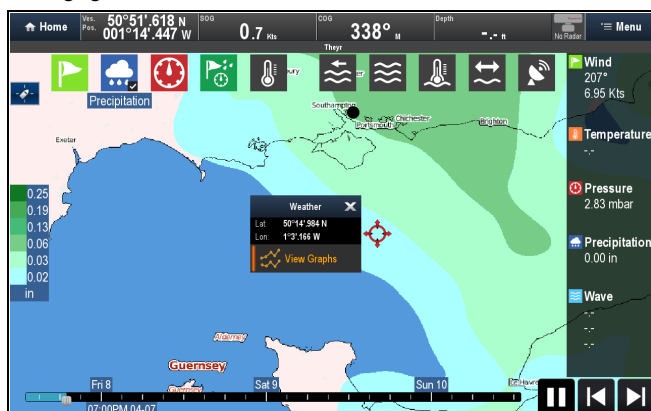 Home
Ves. Pos. 50°51'.618 N 001°14'.447 W
SOG 0.7 Kts
COG 338° M
Depth -.- ft
No Radar
Menu
Theyr
Precipitation
Southampton
Portsmouth
Chichester
Brighton
Exeter
0.25
0.19
0.13
0.06
0.03
0.02
in
Weather X
Lat: 50°14'.984 N
Lon: 1°3'.166 W
View Graphs
Wind
207°
6.95 Kts
Temperature
-.-
Pressure
2.83 mbar
Precipitation
0.00 in
Wave
-.-
-.-
-.-
Alderney
Guernsey
Guernsey
Le Havre
Fri 8
Sat 9
Sun 10
07:00PM 04-07